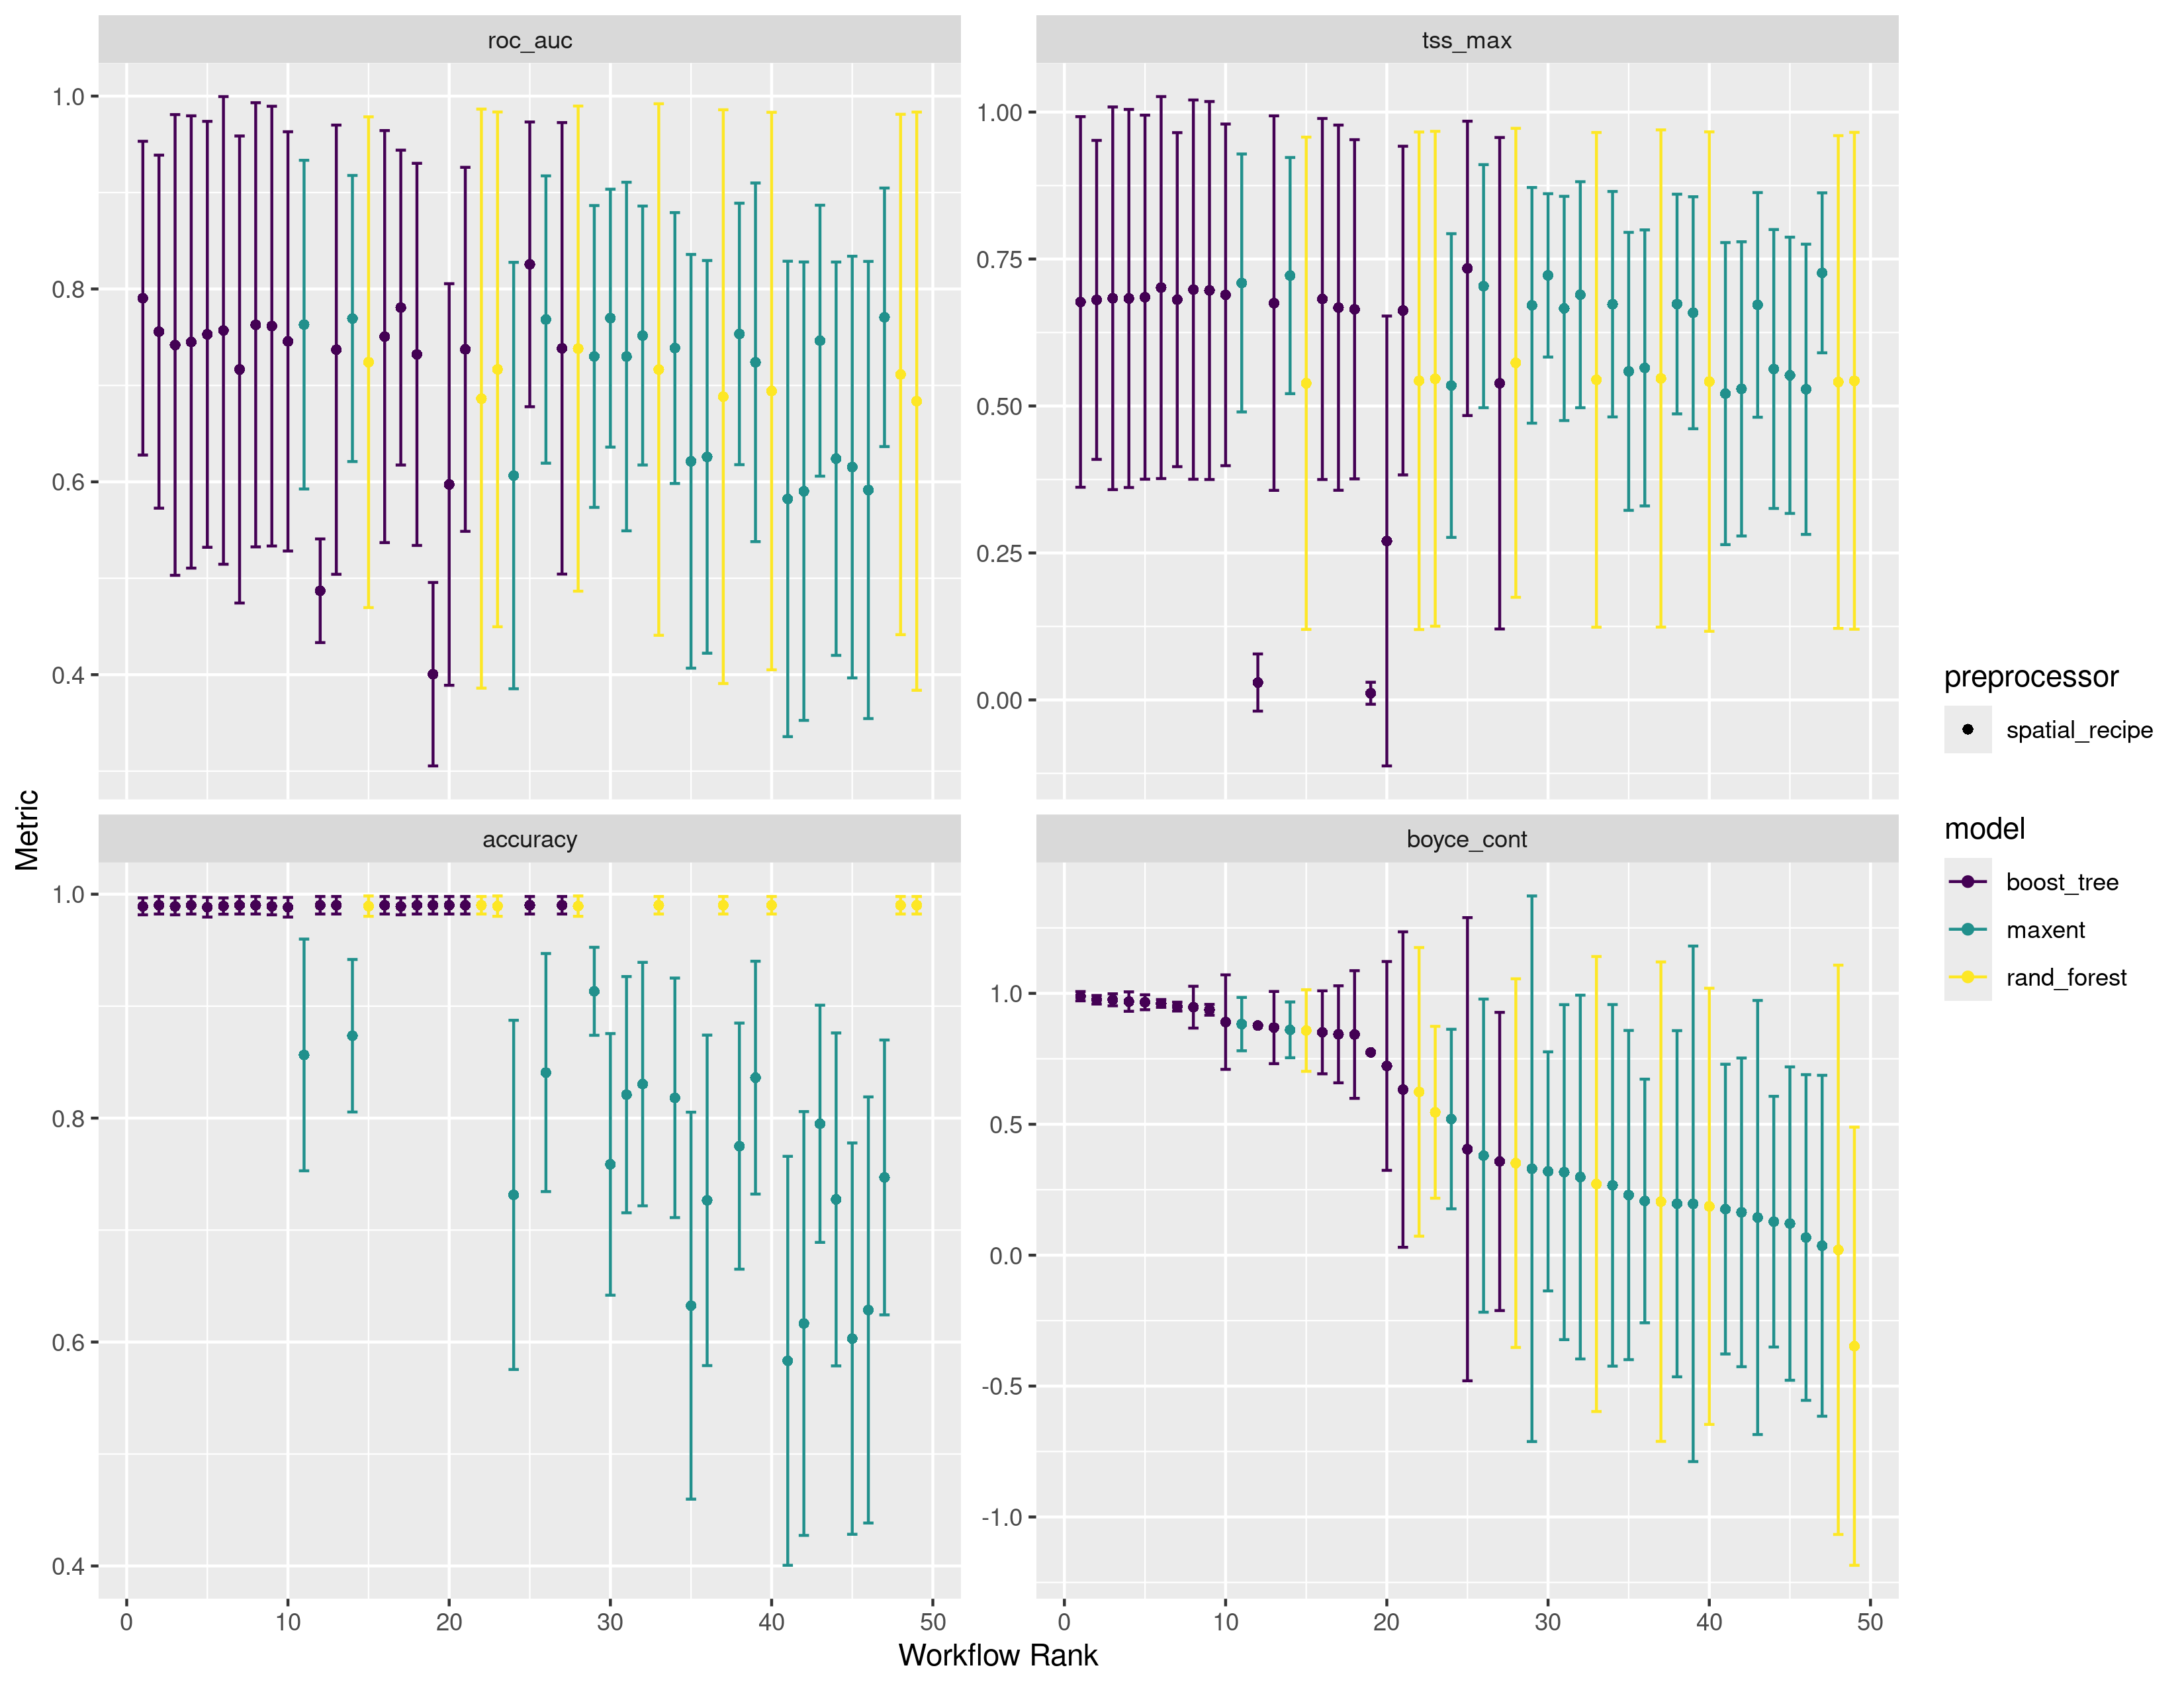 roc_auc
tss_max
1.0
0.8
0.6
0.4
1.00
0.75
0.50
0.25
0.00
Metric
accuracy
boyce_cont
1.0
0.8
0.6
0.4
1.0
0.5
0.0
-0.5
-1.0
0 10 20 30 40 50
0 10 20 30 40 50
Workflow Rank
preprocessor
spatial_recipe
model
boost_tree
maxent
rand_forest